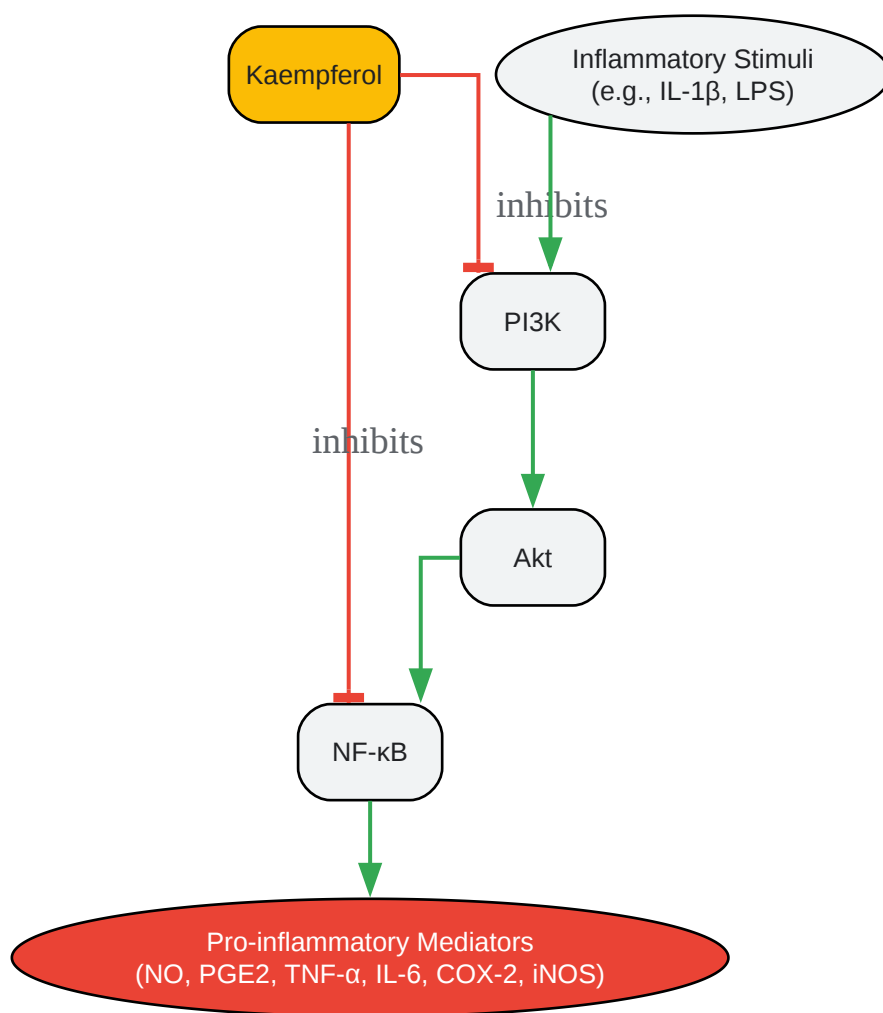 Kaempferol
Inflammatory Stimuli
(e.g., IL-1β, LPS)
inhibits
PI3K
inhibits
Akt
NF-κB
Pro-inflammatory Mediators
(NO, PGE2, TNF-α, IL-6, COX-2, iNOS)